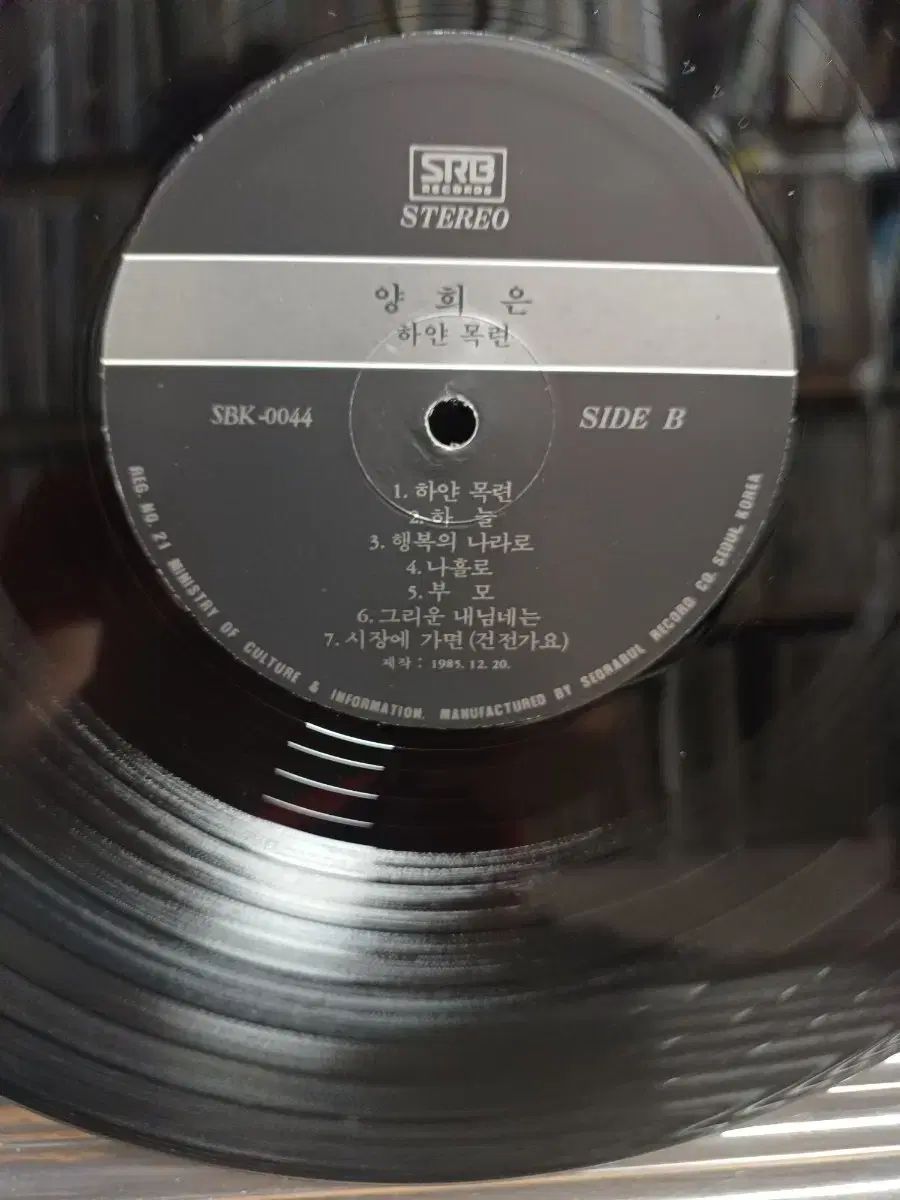 SRB
RECORDS
STEREO
양 희 은
하얀 목련
SBK-0044
SIDE B
1. 하얀 목련
2. 하 늘
3. 행복의 나라로
4. 나홀로
5. 부 모
6. 그리운 내님네는
7. 시장에 가면 (건전가요)
제작 : 1985. 12. 20.
REG. NO. 21 MINISTRY OF CULTURE & INFORMATION. MANUFACTURED BY SEORABUL RECORD CO. SEOUL KOREA